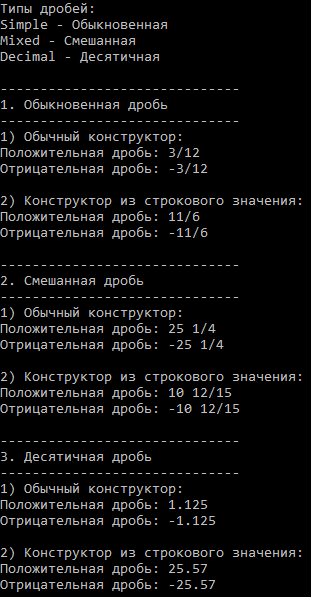 Типы дробей:
Simple - Обыкновенная
Mixed - Смешанная
Decimal - Десятичная
------------------------------
1. Обыкновенная дробь
------------------------------
1) Обычный конструктор:
Положительная дробь: 3/12
Отрицательная дробь: -3/12
2) Конструктор из строкового значения:
Положительная дробь: 11/6
Отрицательная дробь: -11/6
------------------------------
2. Смешанная дробь
------------------------------
1) Обычный конструктор:
Положительная дробь: 25 1/4
Отрицательная дробь: -25 1/4
2) Конструктор из строкового значения:
Положительная дробь: 10 12/15
Отрицательная дробь: -10 12/15
------------------------------
3. Десятичная дробь
------------------------------
1) Обычный конструктор:
Положительная дробь: 1.125
Отрицательная дробь: -1.125
2) Конструктор из строкового значения:
Положительная дробь: 25.57
Отрицательная дробь: -25.57